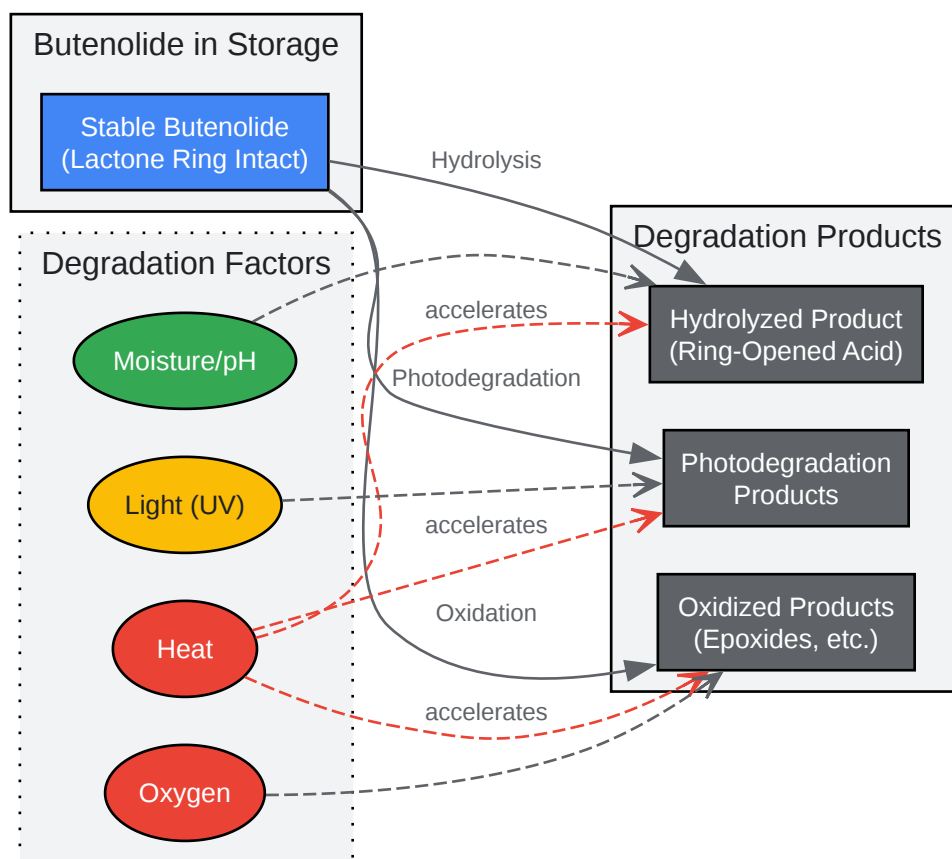 Butenolide in Storage
Stable Butenolide
(Lactone Ring Intact)
Hydrolysis
Degradation Products
Degradation Factors
Hydrolyzed Product
(Ring-Opened Acid)
accelerates
Moisture/pH
Photodegradation
Photodegradation
Products
Light (UV)
accelerates
Oxidized Products
(Epoxides, etc.)
Oxidation
Heat
accelerates
Oxygen